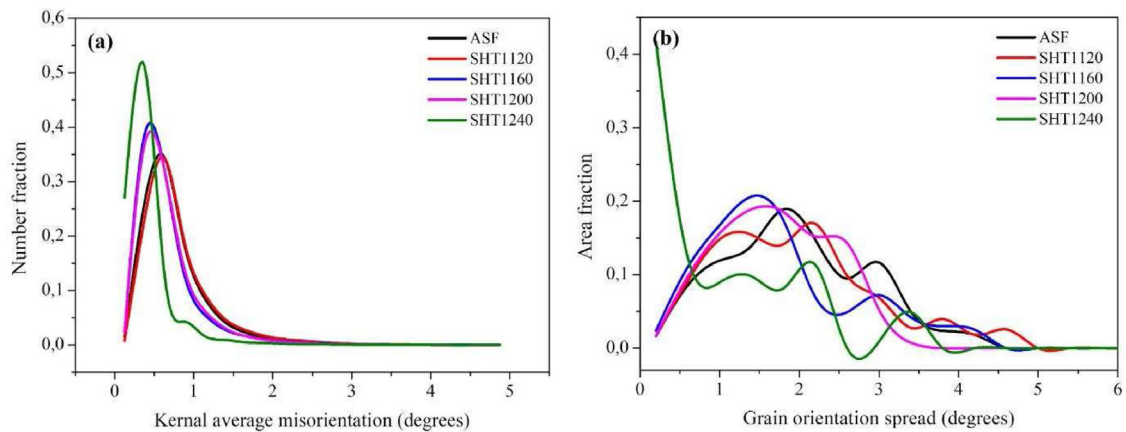 (a)
ASF
SHT1120
SHT1160
SHT1200
SHT1240
0,6
0,5
0,4
0,3
0,2
0,1
0,0
Number fraction
0 1 2 3 4 5
Kernal average misorientation (degrees)
(b)
ASF
SHT1120
SHT1160
SHT1200
SHT1240
0,4
0,3
0,2
0,1
0,0
Area fraction
0 1 2 3 4 5 6
Grain orientation spread (degrees)